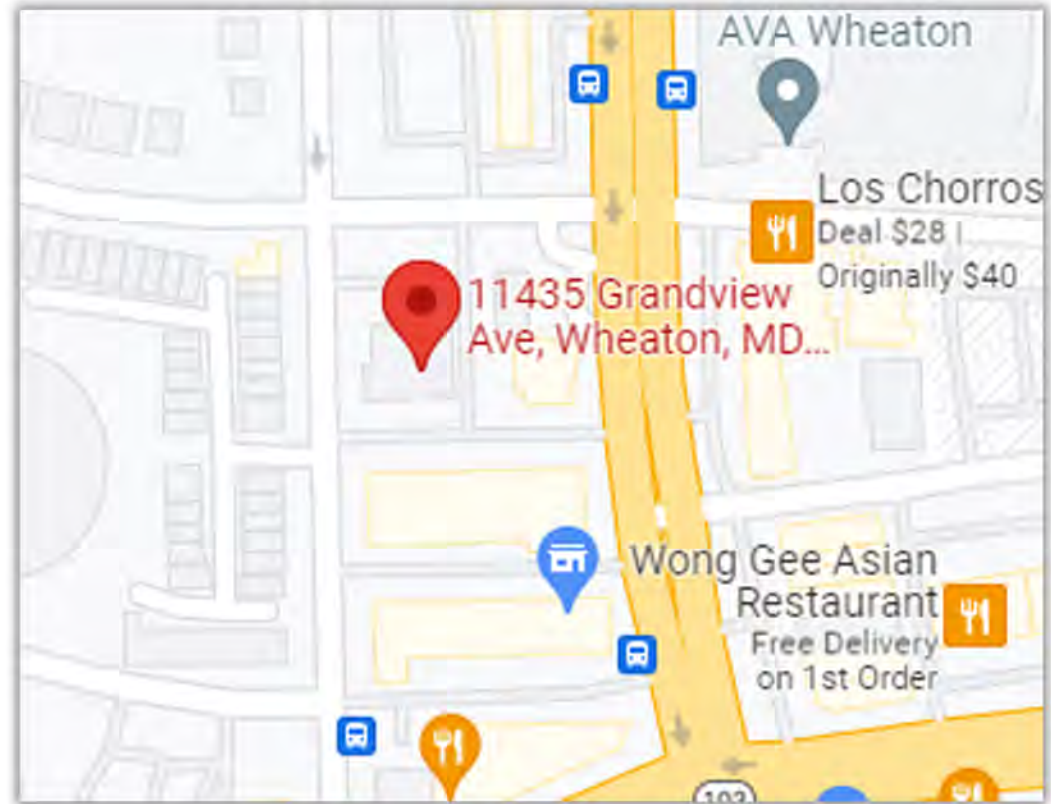 AVA Wheaton
Los Chorros
Deal $28 |
Originally $40
11435 Grandview
Ave, Wheaton, MD...
Wong Gee Asian
Restaurant
Free Delivery
on 1st Order